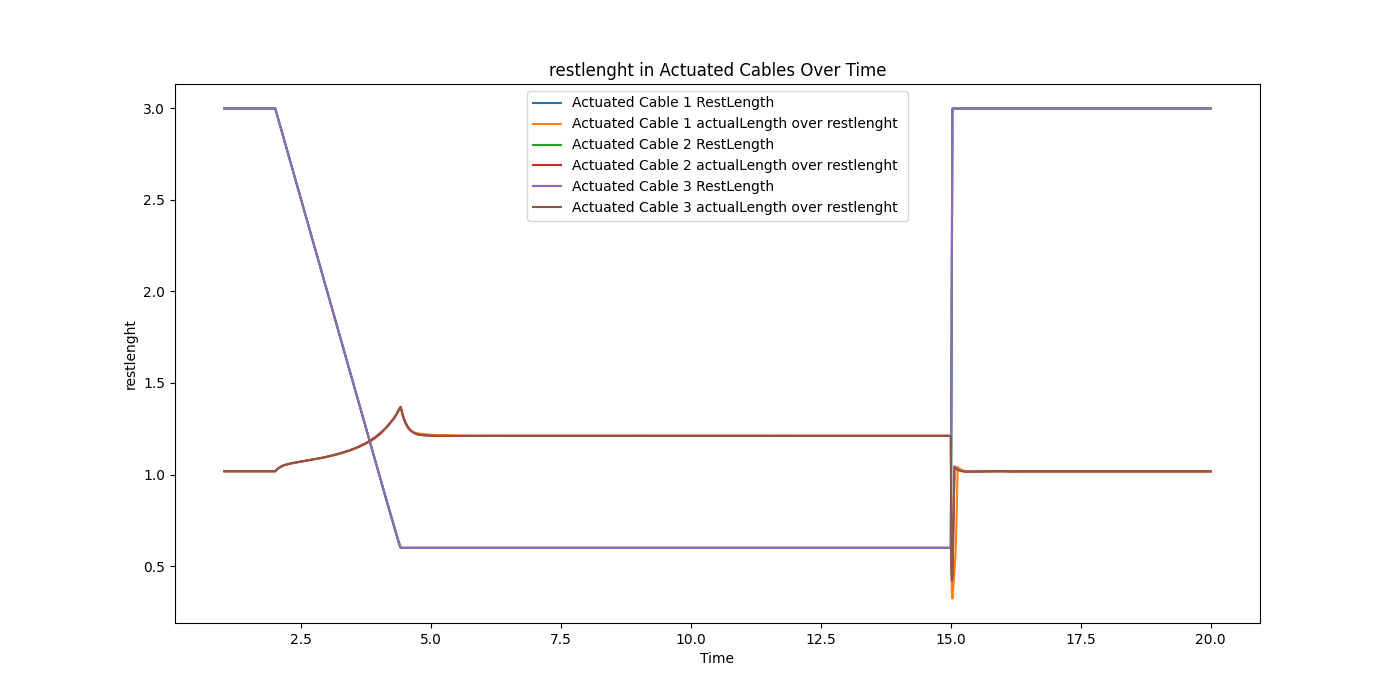 restlenght in Actuated Cables Over Time
Actuated Cable 1 RestLength
Actuated Cable 1 actualLength over restlenght
Actuated Cable 2 RestLength
Actuated Cable 2 actualLength over restlenght
Actuated Cable 3 RestLength
Actuated Cable 3 actualLength over restlenght
restlenght
3.0
2.5
2.0
1.5
1.0
0.5
2.5 5.0 7.5 10.0 12.5 15.0 17.5 20.0
Time